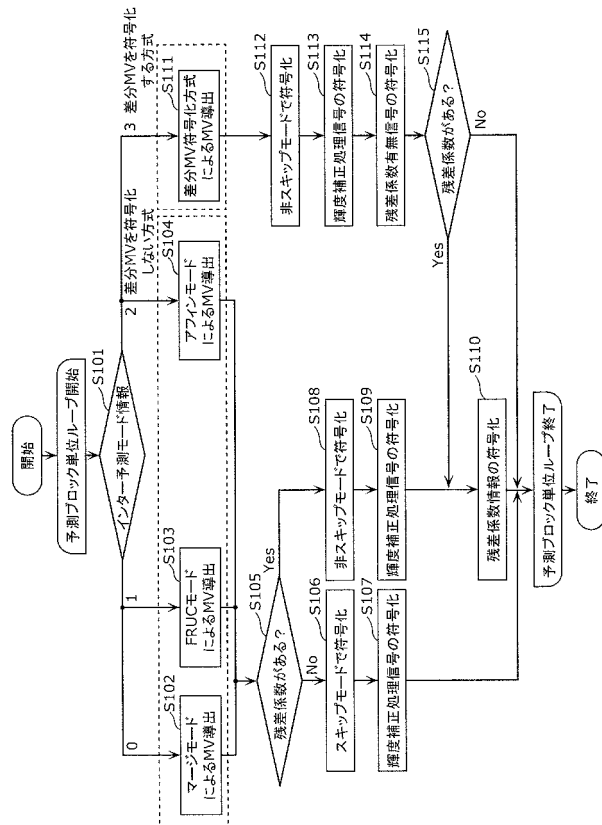 開始
予測ブロック単位ループ開始
S101
インター予測モード情報
0
1
2
3
差分MVを符号化
しない方式
差分MVを符号化
する方式
S102
マージモード
によるMV導出
S103
FRUCモード
によるMV導出
S104
アフィンモード
によるMV導出
S111
差分MV符号化方式
によるMV導出
S105
残差係数がある?
Yes
No
S106
スキップモードで符号化
S107
輝度補正処理信号の符号化
S108
非スキップモードで符号化
S109
輝度補正処理信号の符号化
S112
非スキップモードで符号化
S113
輝度補正処理信号の符号化
S114
残差係数有無信号の符号化
S115
残差係数がある?
Yes
No
S110
残差係数情報の符号化
予測ブロック単位ループ終了
終了